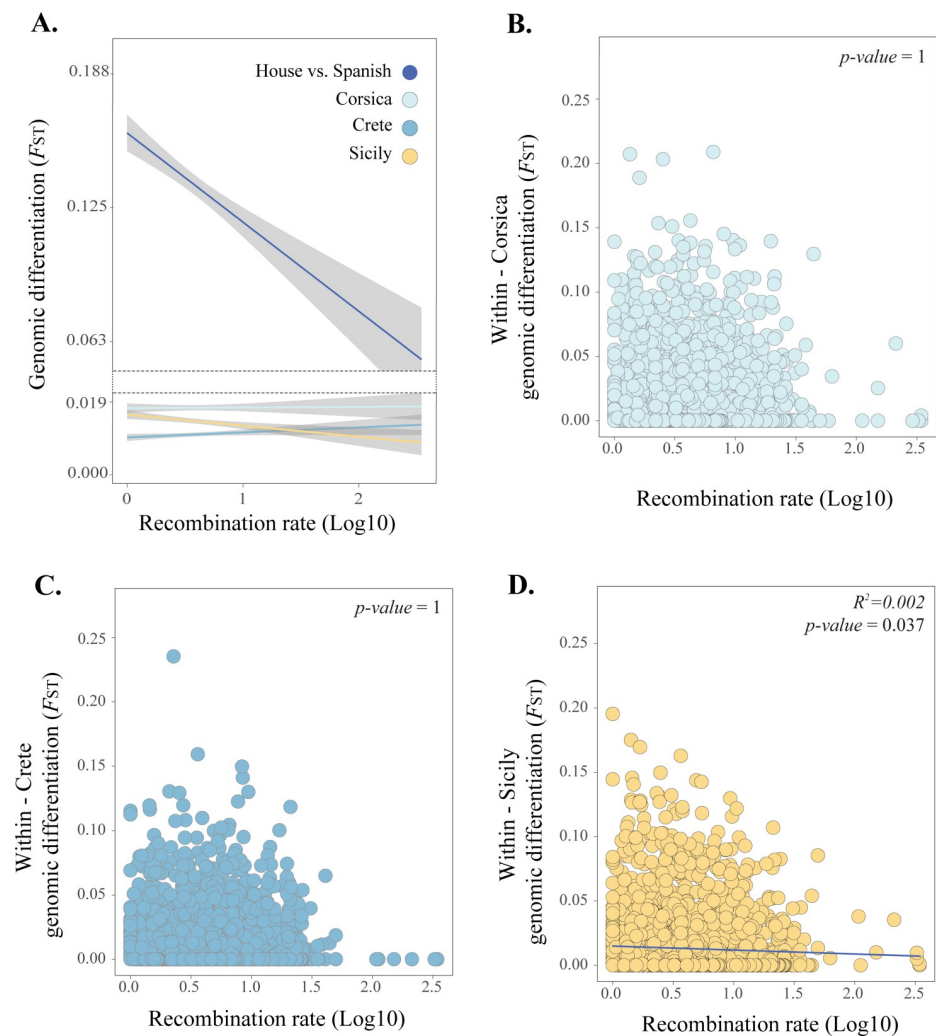 A.
0.188
0.125
0.063
0.019
0.000
Genomic differentiation (FST)
House vs. Spanish
Corsica
Crete
Sicily
0
1
2
Recombination rate (Log10)
B.
p-value = 1
0.25
0.20
0.15
0.10
0.05
0.00
Within - Corsica
genomic differentiation (FST)
0.0
0.5
1.0
1.5
2.0
2.5
Recombination rate (Log10)
C.
p-value = 1
0.25
0.20
0.15
0.10
0.05
0.00
Within - Crete
genomic differentiation (FST)
0.0
0.5
1.0
1.5
2.0
2.5
Recombination rate (Log10)
D.
R²=0.002
p-value = 0.037
0.25
0.20
0.15
0.10
0.05
0.00
Within - Sicily
genomic differentiation (FST)
0.0
0.5
1.0
1.5
2.0
2.5
Recombination rate (Log10)